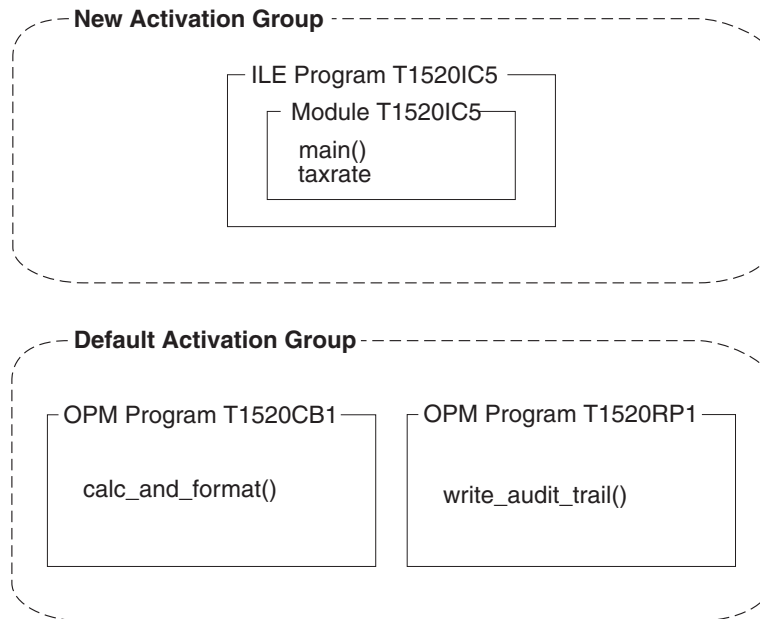 New Activation Group
ILE Program T1520IC5
Module T1520IC5
main()
taxrate
Default Activation Group
OPM Program T1520CB1
OPM Program T1520RP1
calc_and_format()
write_audit_trail()